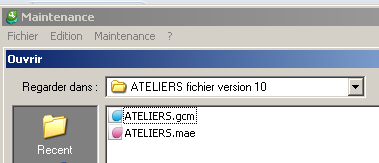 Maintenance
Fichier Edition Maintenance ?
Ouvrir
Regarder dans : ATELIERS fichier version 10
ATELIERS.gcm
ATELIERS.mae
Recent